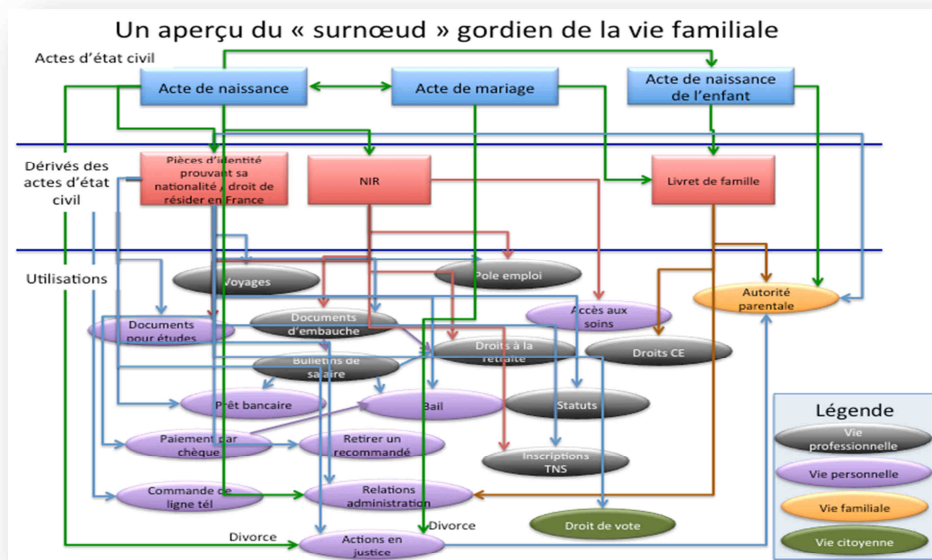 Un aperçu du « surnœud » gordien de la vie familiale
Actes d'état civil
Acte de naissance
Acte de mariage
Acte de naissance
de l'enfant
Dérivés des
actes d'état
civil
Pièces d'identité
prouvant sa
nationalité / droit de
résider en France
NIR
Livret de famille
Utilisations
Voyages
Pole emploi
Autorité
parentale
Documents
pour études
Documents
d'embauche
Accès aux
soins
Droits à la
retraite
Droits CE
Bulletins de
salaire
Prêt bancaire
Bail
Statuts
Paiement par
chèque
Retirer un
recommandé
Inscriptions
TNS
Commande de
ligne tél
Relations
administration
Droit de vote
Divorce
Divorce
Actions en
justice
Légende
Vie
professionnelle
Vie personnelle
Vie familiale
Vie citoyenne